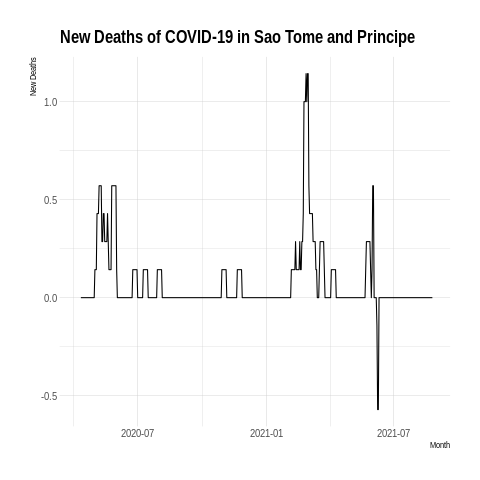 New Deaths of COVID-19 in Sao Tome and Principe
New Deaths
1.0
0.5
0.0
-0.5
2020-07
2021-01
2021-07
Month